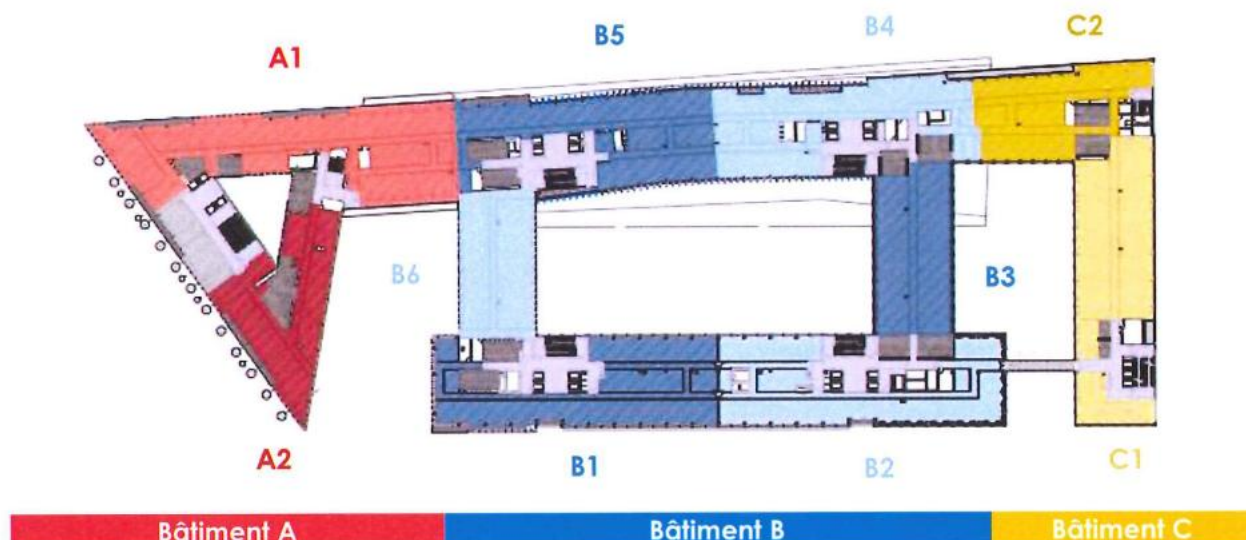 B5
B4
C2
A1
B6
B3
A2
B1
B2
C1
Bâtiment A
Bâtiment B
Bâtiment C